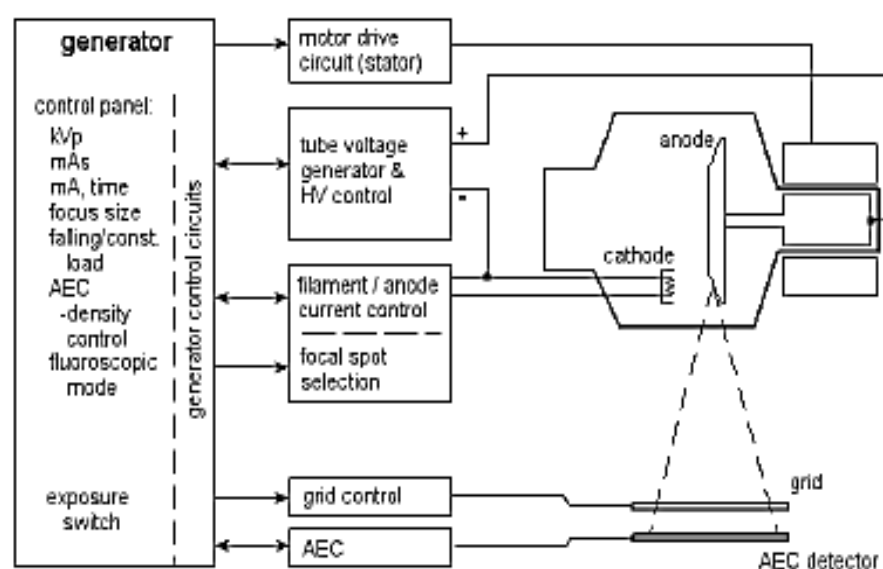 generator
control panel:
kVp
mAs
mA, time
focus size
falling/const.
load
AEC
-density
control
fluoroscopic
mode
exposure
switch
generator control circuits
motor drive
circuit (stator)
tube voltage
generator &
HV control
+
-
filament / anode
current control
focal spot
selection
grid control
AEC
anode
cathode
grid
AEC detector